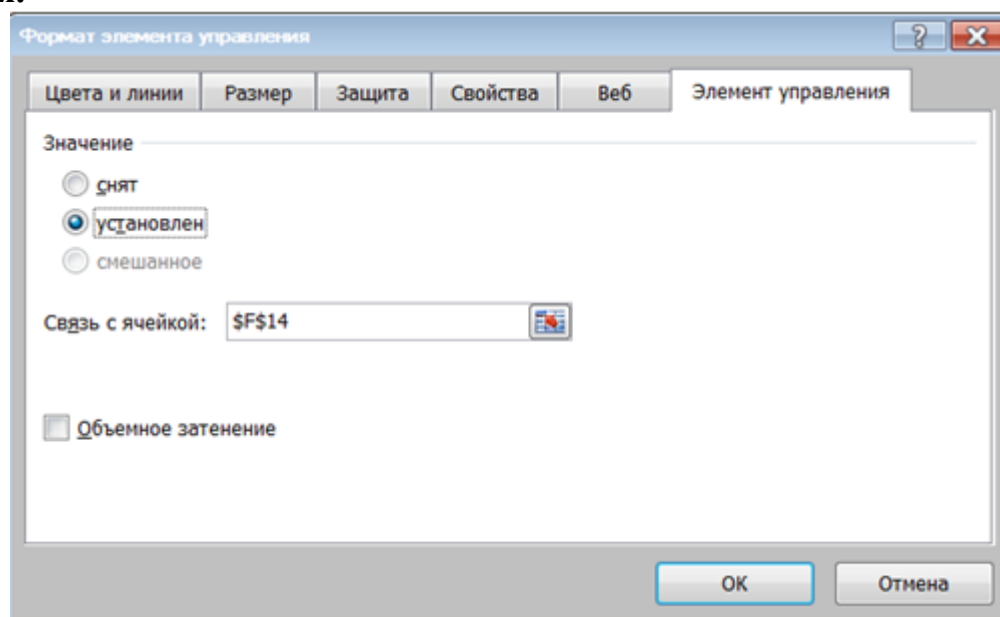 Формат элемента управления
Цвета и линии Размер Защита Свойства Веб Элемент управления
Значение
снят
установлен
смешанное
Связь с ячейкой: $F$14
Объемное затенение
ОК Отмена